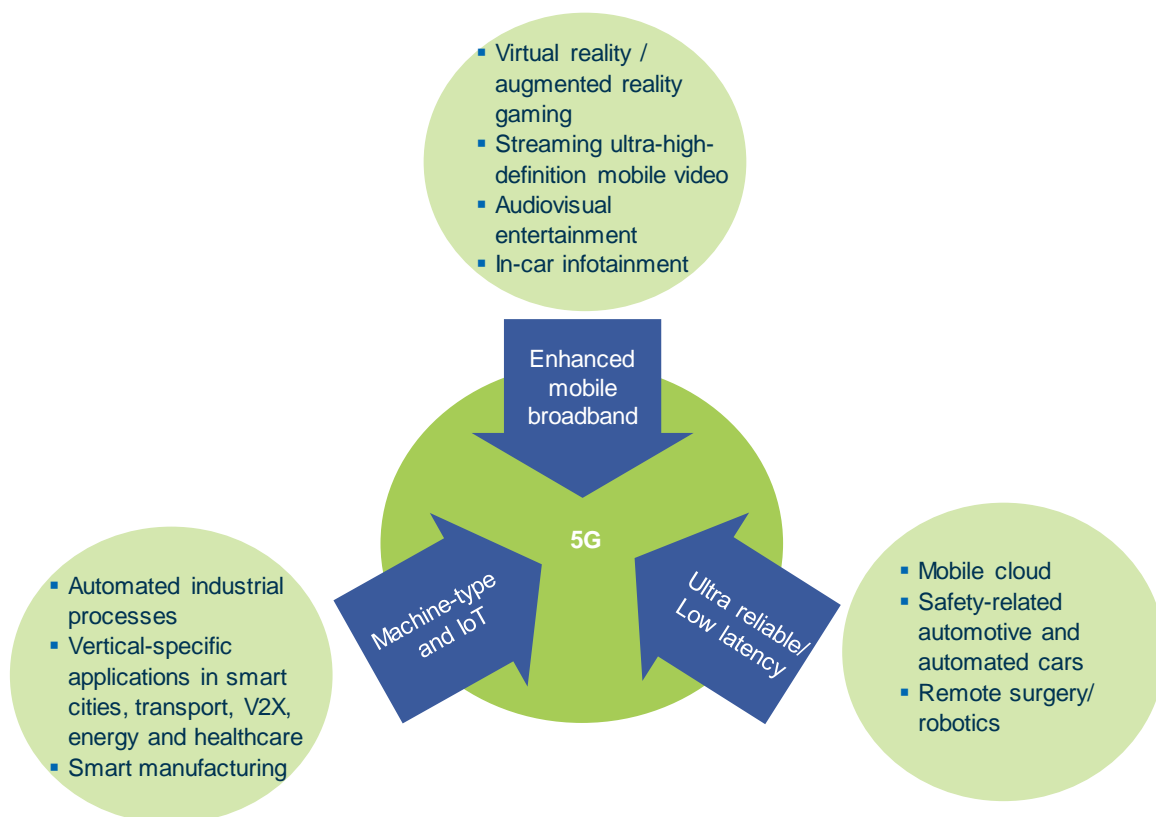 ▪ Virtual reality /
augmented reality
gaming
▪ Streaming ultra-high-
definition mobile video
▪ Audiovisual
entertainment
▪ In-car infotainment
Enhanced
mobile
broadband
5G
Machine-type
and IoT
Ultra reliable/
Low latency
▪ Automated industrial
processes
▪ Vertical-specific
applications in smart
cities, transport, V2X,
energy and healthcare
▪ Smart manufacturing
▪ Mobile cloud
▪ Safety-related
automotive and
automated cars
▪ Remote surgery/
robotics